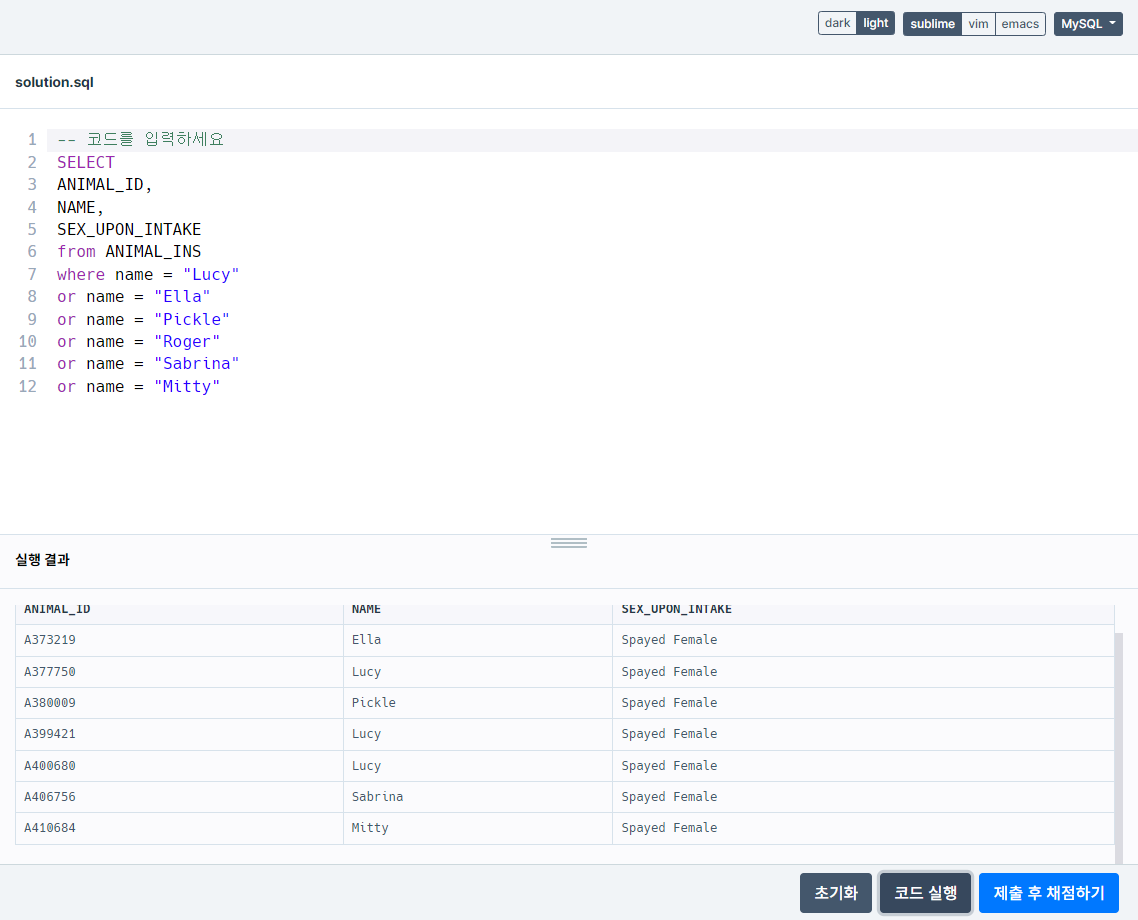 dark light sublime vim emacs MySQL
solution.sql
1 -- 코드를 입력하세요
2 SELECT
3 ANIMAL_ID,
4 NAME,
5 SEX_UPON_INTAKE
6 from ANIMAL_INS
7 where name = "Lucy"
8 or name = "Ella"
9 or name = "Pickle"
10 or name = "Roger"
11 or name = "Sabrina"
12 or name = "Mitty"
실행 결과
ANIMAL_ID NAME SEX_UPON_INTAKE
A373219 Ella Spayed Female
A377750 Lucy Spayed Female
A380009 Pickle Spayed Female
A399421 Lucy Spayed Female
A400680 Lucy Spayed Female
A406756 Sabrina Spayed Female
A410684 Mitty Spayed Female
초기화 코드 실행 제출 후 채점하기